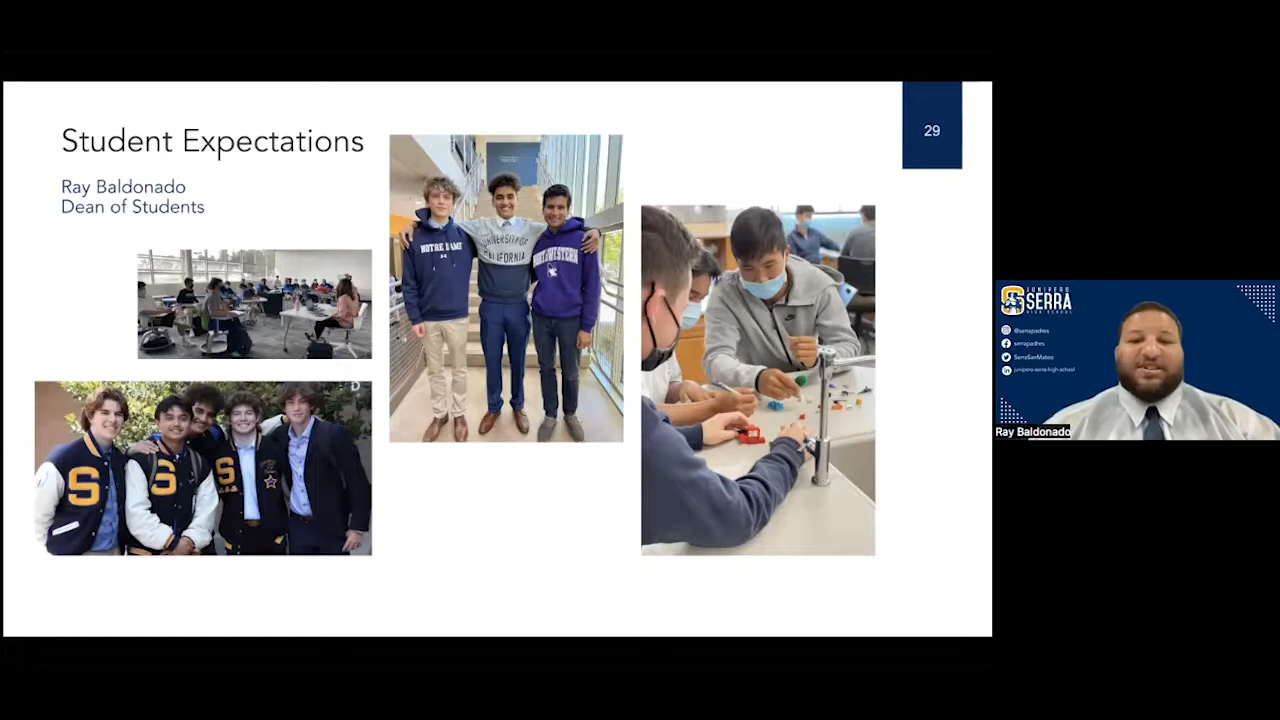 Student Expectations
Ray Baldonado
Dean of Students
29
NOTRE DAME
UNIVERSITY OF
CALIFORNIA
NORTHWESTERN
N
S
S
S
D
JUNIPERO
SERRA
HIGH SCHOOL
@serrapadres
serrapadres
SerraSanMateo
junipero-serra-high-school
Ray Baldonado